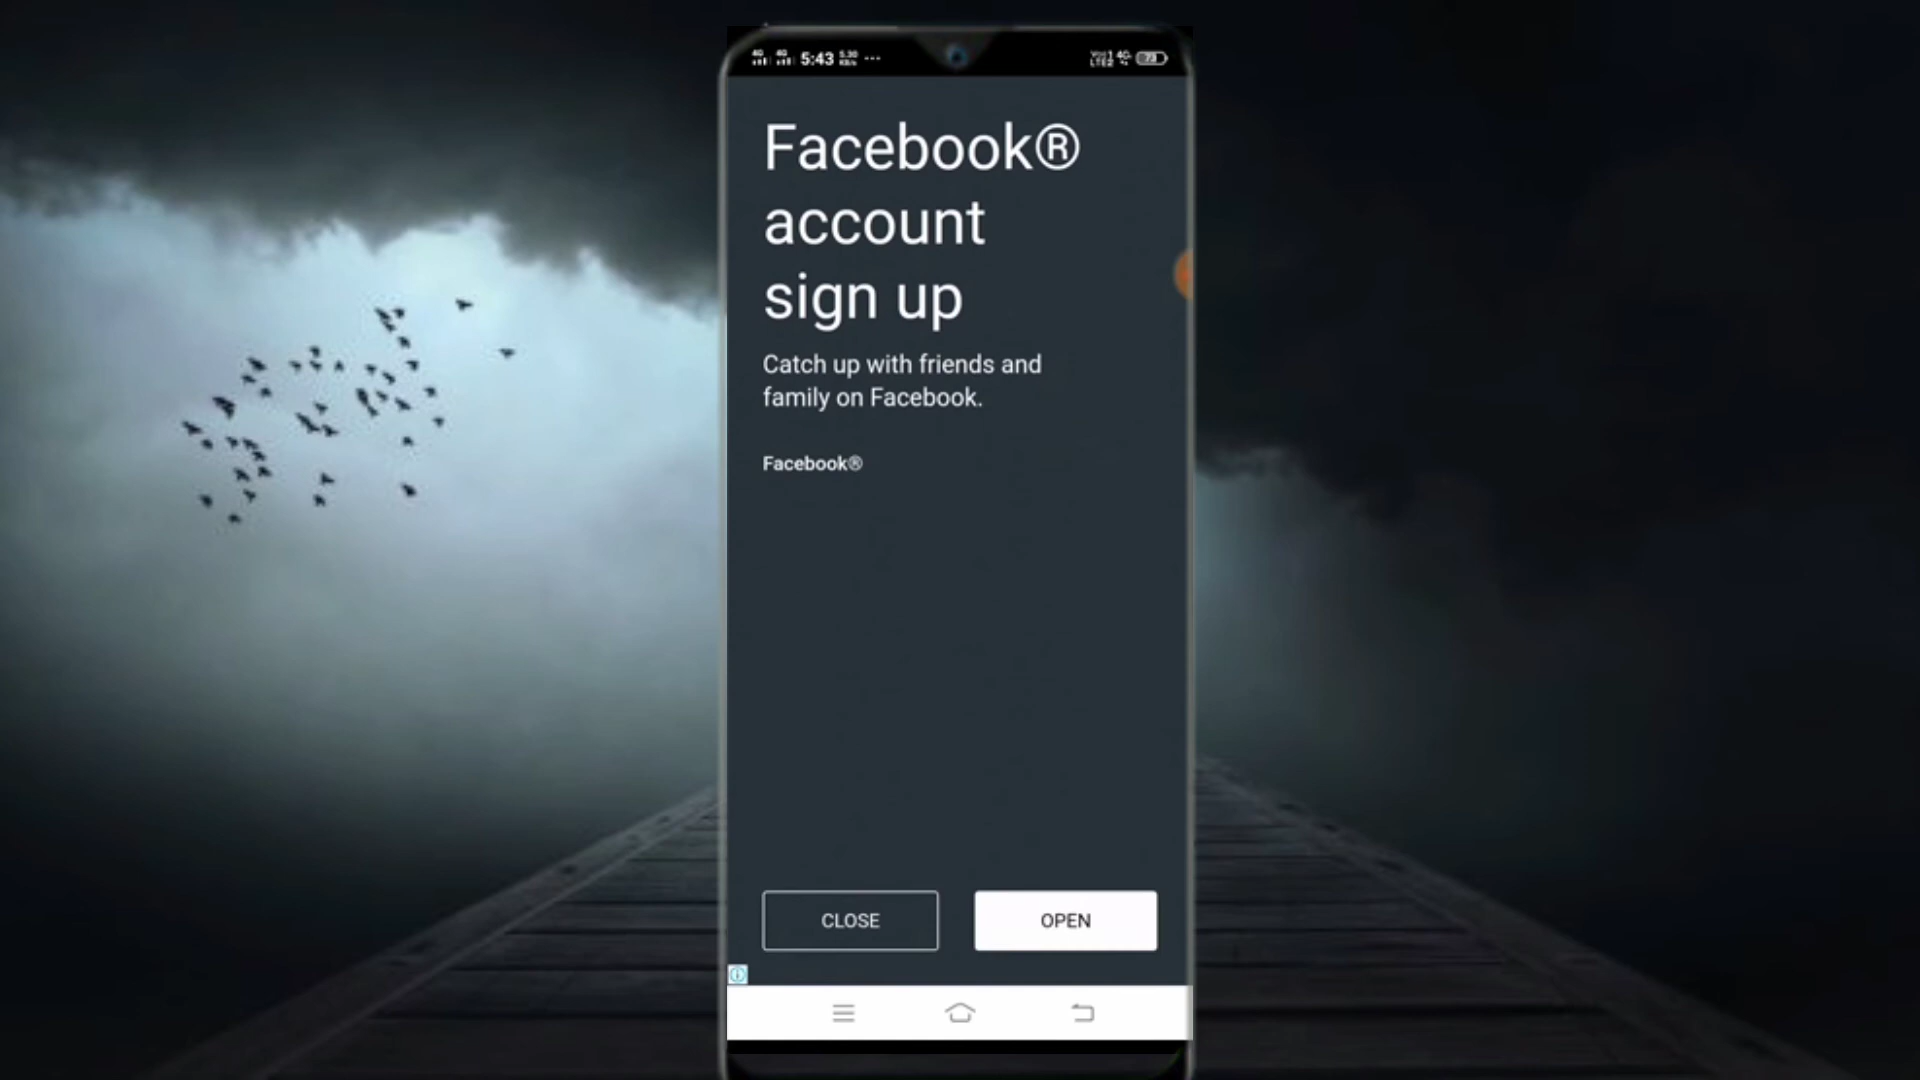 5:43
Facebook®
account
sign up
Catch up with friends and
family on Facebook.
Facebook®
CLOSE
OPEN